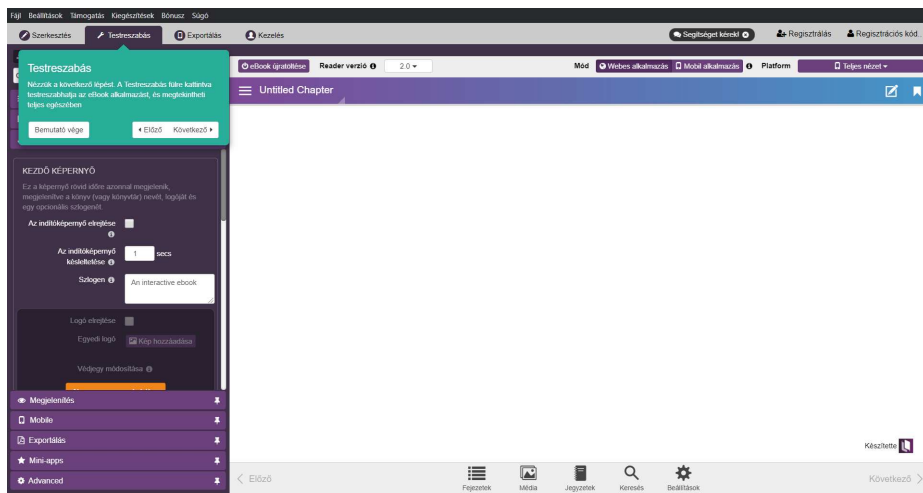 Fájl Beállítások Támogatás Kiegészítések Bónusz Súgó
Szerkesztés Testreszabás Exportálás Kezelés Segítséget kérek! Regisztrálás Regisztrációs kód...
Testreszabás
Nézzük a következő lépést. A Testreszabás fülre kattintva
testreszabhatja az eBook alkalmazást, és megtekintheti
teljes egészében
Bemutató vége Előző Következő
eBook újratöltése Reader verzió 2.0 Mód Webes alkalmazás Mobil alkalmazás Platform Teljes nézet
Untitled Chapter
KEZDŐ KÉPERNYŐ
Ez a képernyő rövid időm azonnal megjelenik,
megjelenítve a könyv (vagy könyvtár) nevét, logóját és
egy opcionális szlogenét.
Az indítóképernyő elrejtése
Az indítóképernyő
késleltetése 1 secs
Szlogen An interactive ebook
Logó elrejtése
Egyedi logó Kép hozzáadása
Védjegy módosítása
Megjelenítés
Mobile
Exportálás
Mini-apps
Advanced
Készítette
Előző Fejezetek Média Jegyzetek Keresés Beállítások Következő